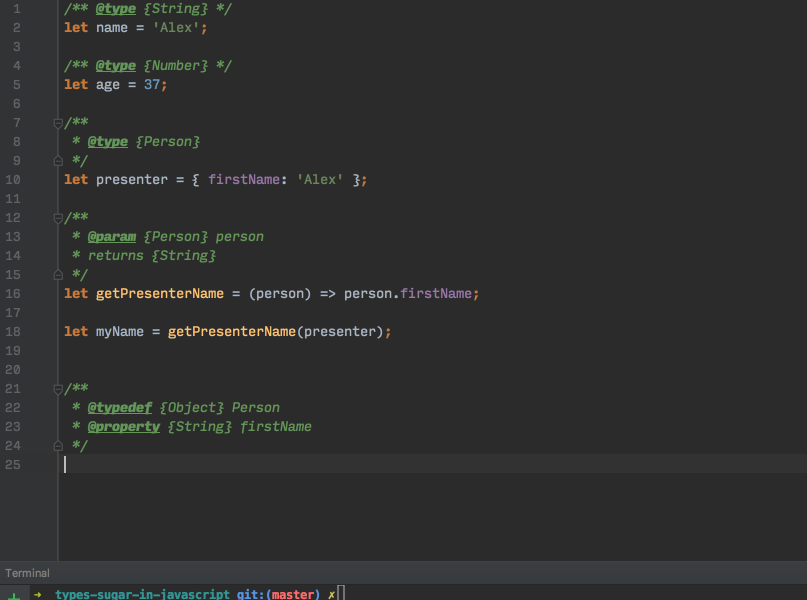 1 /** @type {String} */
2 let name = 'Alex';
3
4 /** @type {Number} */
5 let age = 37;
6
7 /**
8 * @type {Person}
9 */
10 let presenter = { firstName: 'Alex' };
11
12 /**
13 * @param {Person} person
14 * returns {String}
15 */
16 let getPresenterName = (person) => person.firstName;
17
18 let myName = getPresenterName(presenter);
19
20
21 /**
22 * @typedef {Object} Person
23 * @property {String} firstName
24 */
25
Terminal
+ ➜ types-sugar-in-javascript git:(master) ✗